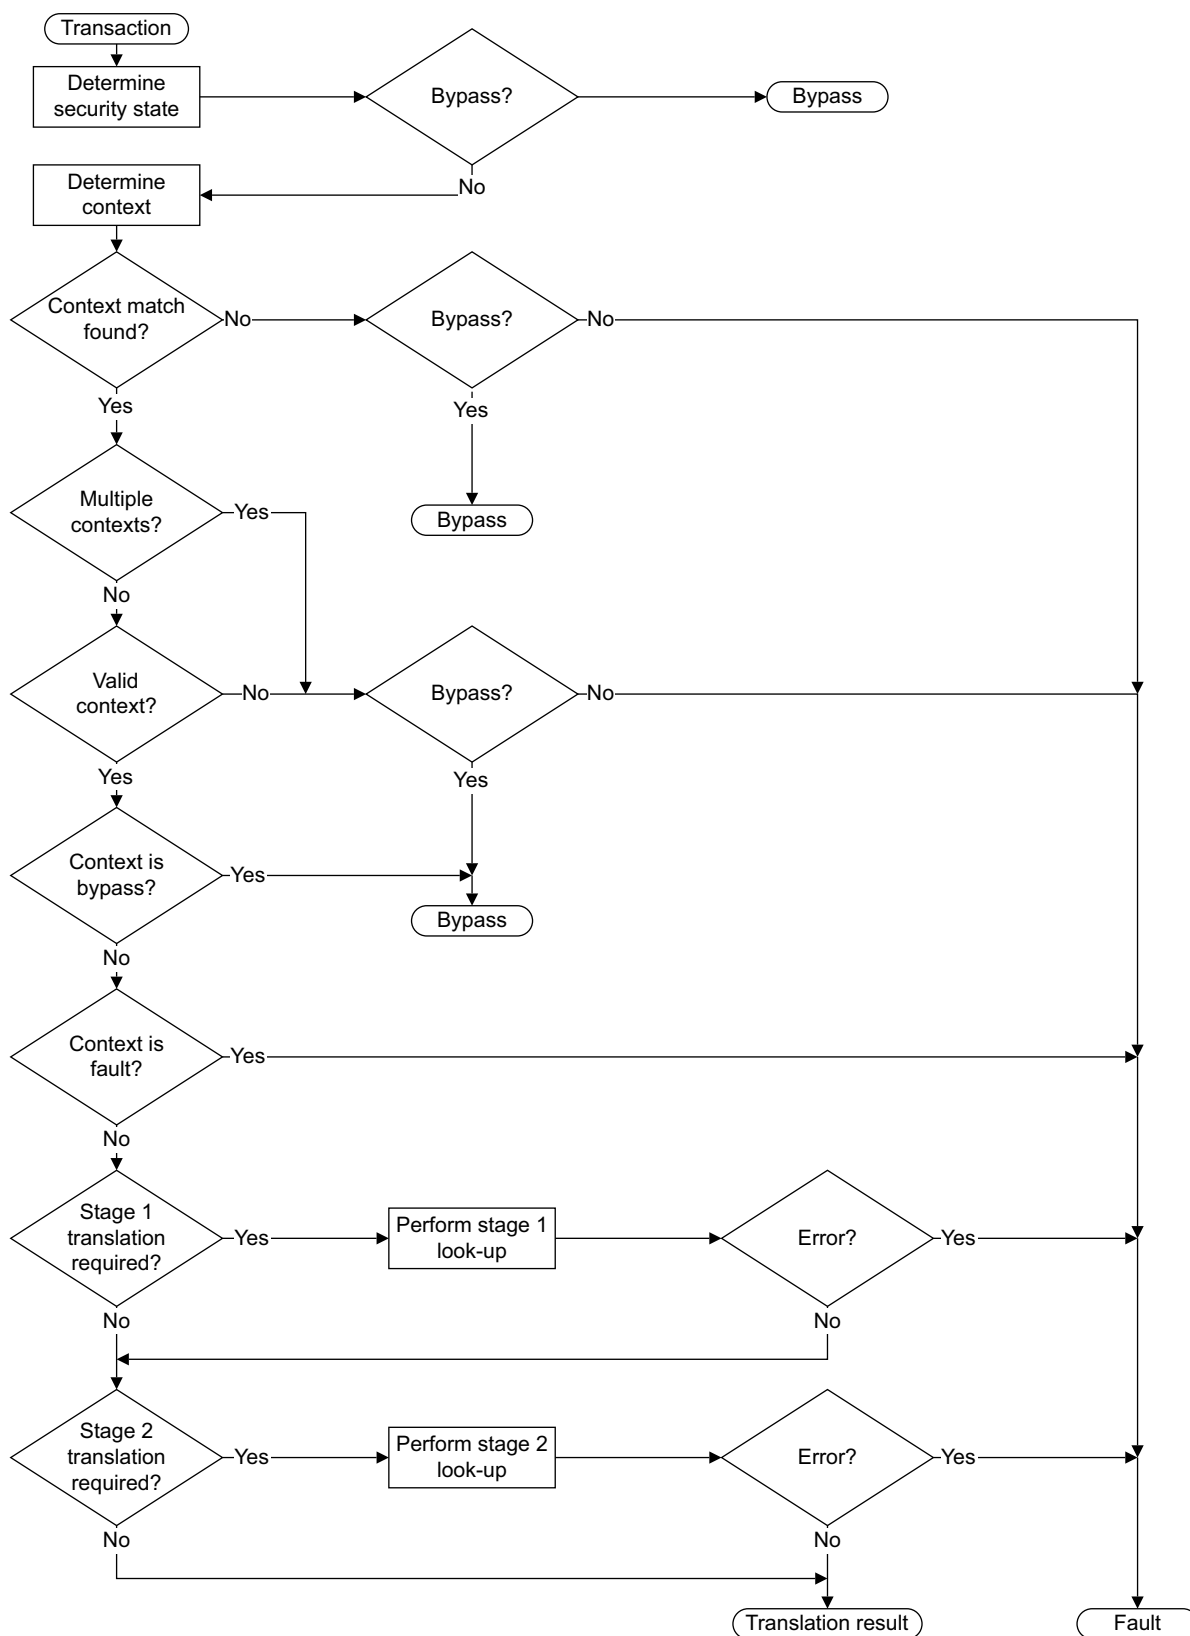 Transaction
Determine
security state
Bypass?
Bypass
No
Determine
context
Context match
found?
No
Bypass?
No
Yes
Yes
Multiple
contexts?
Yes
Bypass
No
Valid
context?
No
Bypass?
No
Yes
Yes
Context is
bypass?
Yes
Bypass
No
Context is
fault?
Yes
No
Stage 1
translation
required?
Yes
Perform stage 1
look-up
Error?
Yes
No
No
Stage 2
translation
required?
Yes
Perform stage 2
look-up
Error?
Yes
No
No
Translation result
Fault